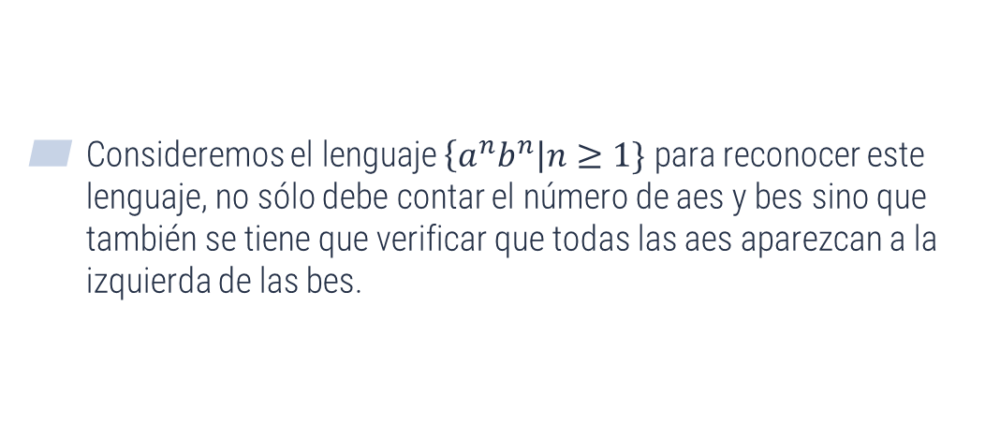 Consideremos el lenguaje {aⁿbⁿ|n ≥ 1} para reconocer este
lenguaje, no sólo debe contar el número de aes y bes sino que
también se tiene que verificar que todas las aes aparezcan a la
izquierda de las bes.